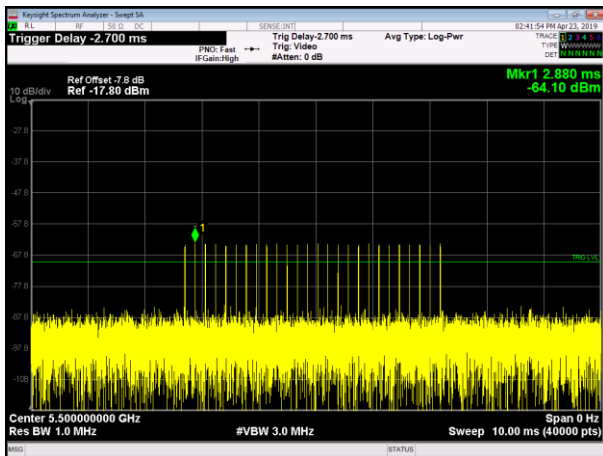 Keysight Spectrum Analyzer - Swept SA
RL RF 50 Ω DC SENSE:INT 02:41:54 PM Apr 23, 2019
Trigger Delay -2.700 ms
PNO: Fast
IFGain:High
Trig Delay-2.700 ms
Trig: Video
#Atten: 0 dB
Avg Type: Log-Pwr
TRACE 1 2 3 4 5 6
TYPE WWWWWW
DET N N N N N N
Mkr1 2.880 ms
-64.10 dBm
Ref Offset -7.8 dB
Ref -17.80 dBm
10 dB/div
Log
-27.8
-37.8
-47.8
-57.8
1
-67.8
TRIG LVL
-77.8
-87.8
-97.8
-108
Center 5.500000000 GHz
Span 0 Hz
Res BW 1.0 MHz
#VBW 3.0 MHz
Sweep 10.00 ms (40000 pts)
MSG
STATUS